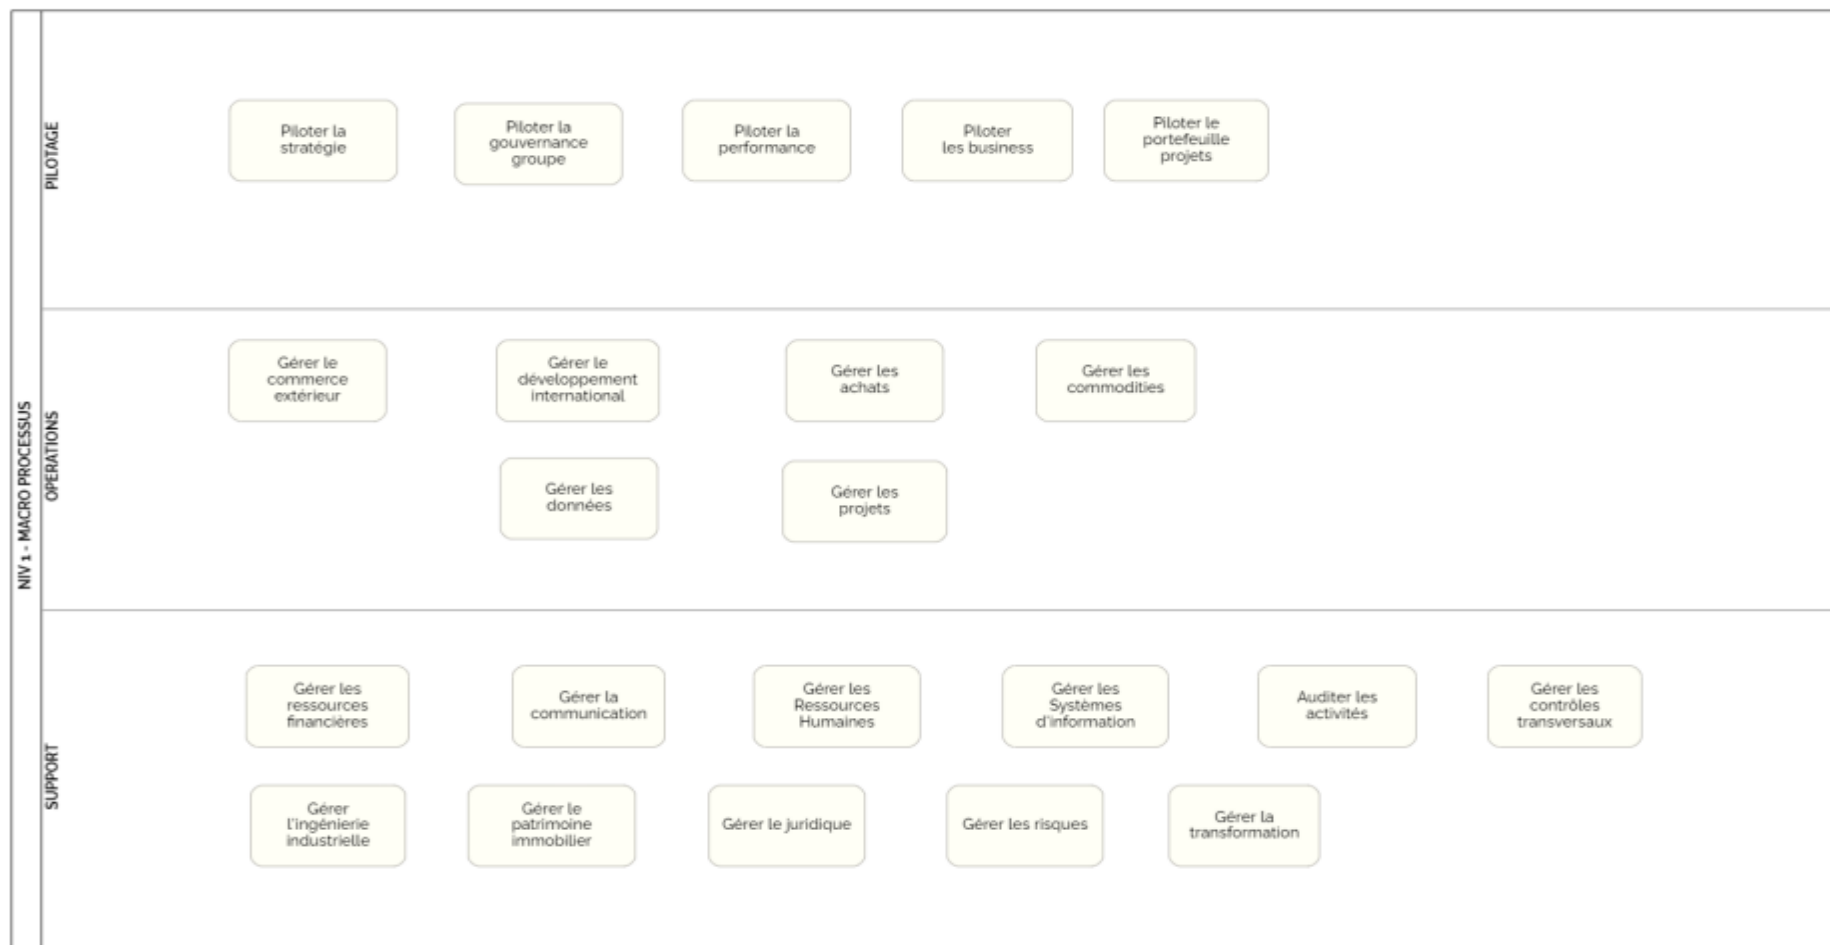 NIV 1 - MACRO PROCESSUS
PILOTAGE
Piloter la
stratégie
Piloter la
gouvernance
groupe
Piloter la
performance
Piloter
les business
Piloter le
portefeuille
projets
OPERATIONS
Gérer le
commerce
extérieur
Gérer le
développement
international
Gérer les
achats
Gérer les
commodities
Gérer les
données
Gérer les
projets
SUPPORT
Gérer les
ressources
financières
Gérer la
communication
Gérer les
Ressources
Humaines
Gérer les
Systèmes
d'information
Auditer les
activités
Gérer les
contrôles
transversaux
Gérer
l'ingénierie
industrielle
Gérer le
patrimoine
immobilier
Gérer le juridique
Gérer les risques
Gérer la
transformation